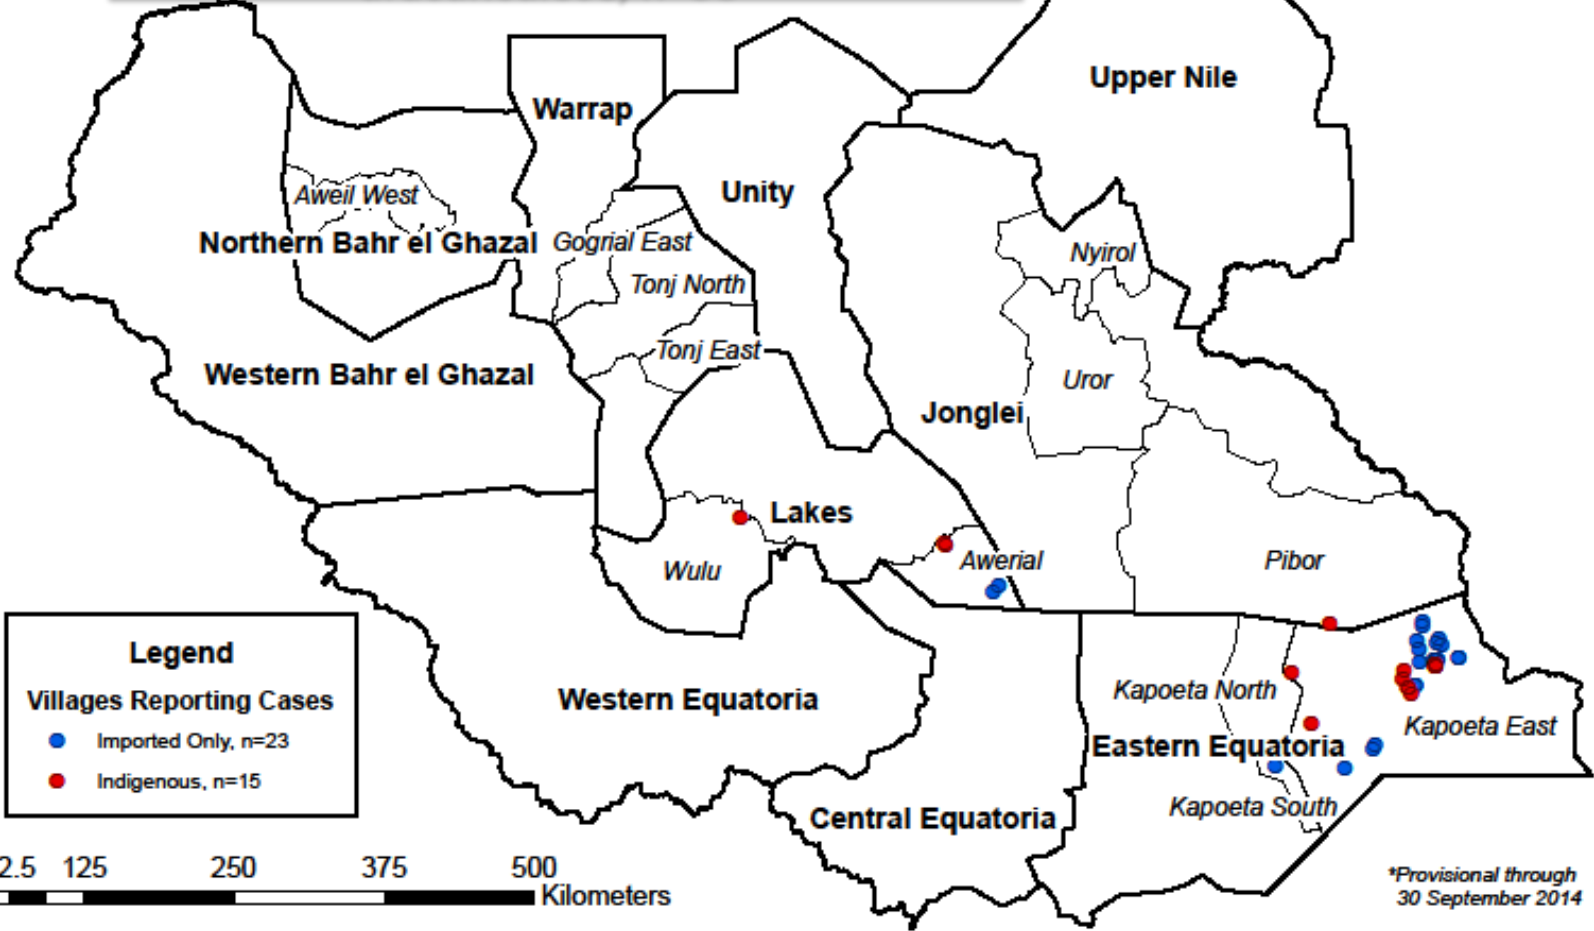 Upper Nile
Warrap
Unity
Aweil West
Northern Bahr el Ghazal
Gogrial East
Nyirol
Tonj North
Tonj East
Western Bahr el Ghazal
Uror
Jonglei
Lakes
Wulu
Awerial
Pibor
Legend
Villages Reporting Cases
Imported Only, n=23
Indigenous, n=15
Western Equatoria
Kapoeta North
Kapoeta East
Eastern Equatoria
Kapoeta South
Central Equatoria
2.5 125 250 375 500
Kilometers
*Provisional through
30 September 2014